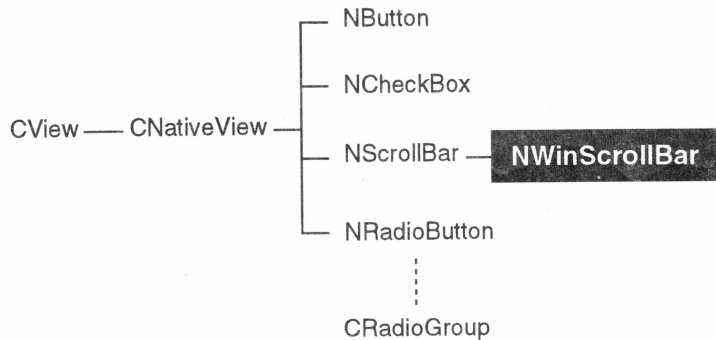 NButton
NCheckBox
CView CNativeView
NScrollBar NWinScrollBar
NRadioButton
CRadioGroup